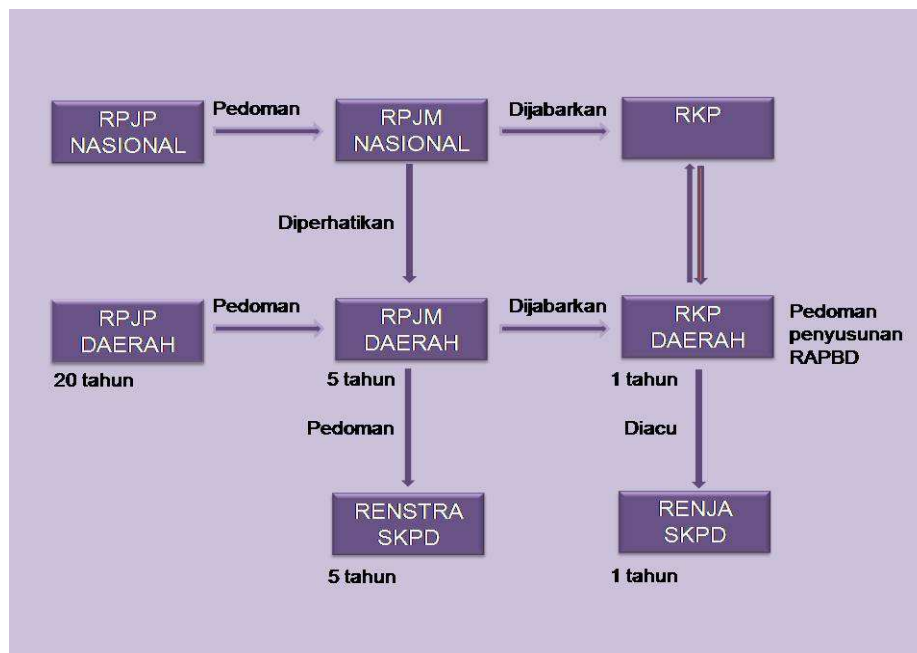 RPJP
NASIONAL
Pedoman
RPJM
NASIONAL
Dijabarkan
RKP
Diperhatikan
RPJP
DAERAH
20 tahun
Pedoman
RPJM
DAERAH
5 tahun
Dijabarkan
RKP
DAERAH
1 tahun
Pedoman
penyusunan
RAPBD
Pedoman
Diacu
RENSTRA
SKPD
5 tahun
RENJA
SKPD
1 tahun